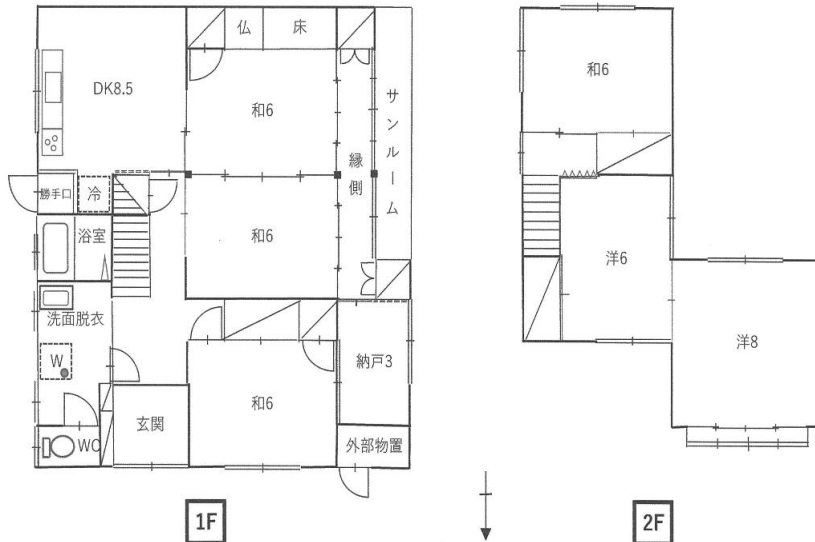 仏
床
DK8.5
和6
サンルーム
縁側
勝手口
冷
浴室
和6
洗面脱衣
W
納戸3
和6
玄関
WC
外部物置
1F
和6
洋6
洋8
2F